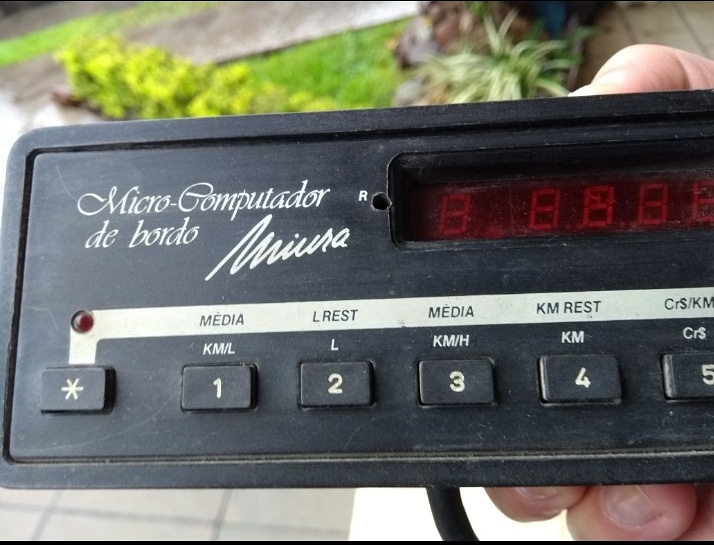 Micro-Computador
de bordo
Miura
R
MÉDIA LREST MÉDIA KM REST Cr$/KM
KM/L L KM/H KM Cr$
* 1 2 3 4 5